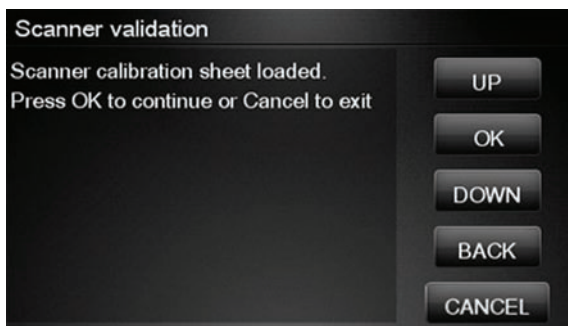 Scanner validation
Scanner calibration sheet loaded.
Press OK to continue or Cancel to exit
UP
OK
DOWN
BACK
CANCEL